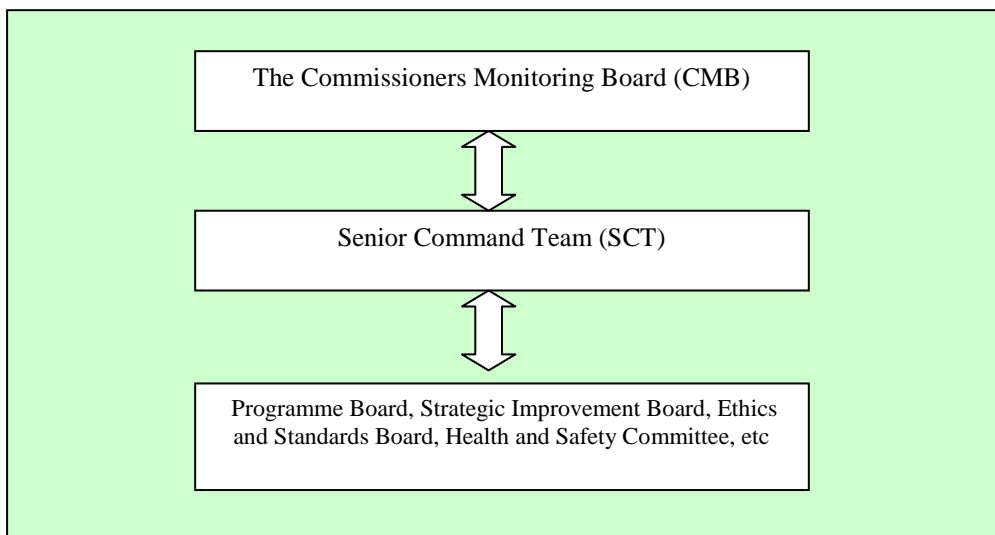 The Commissioners Monitoring Board (CMB)
Senior Command Team (SCT)
Programme Board, Strategic Improvement Board, Ethics
and Standards Board, Health and Safety Committee, etc